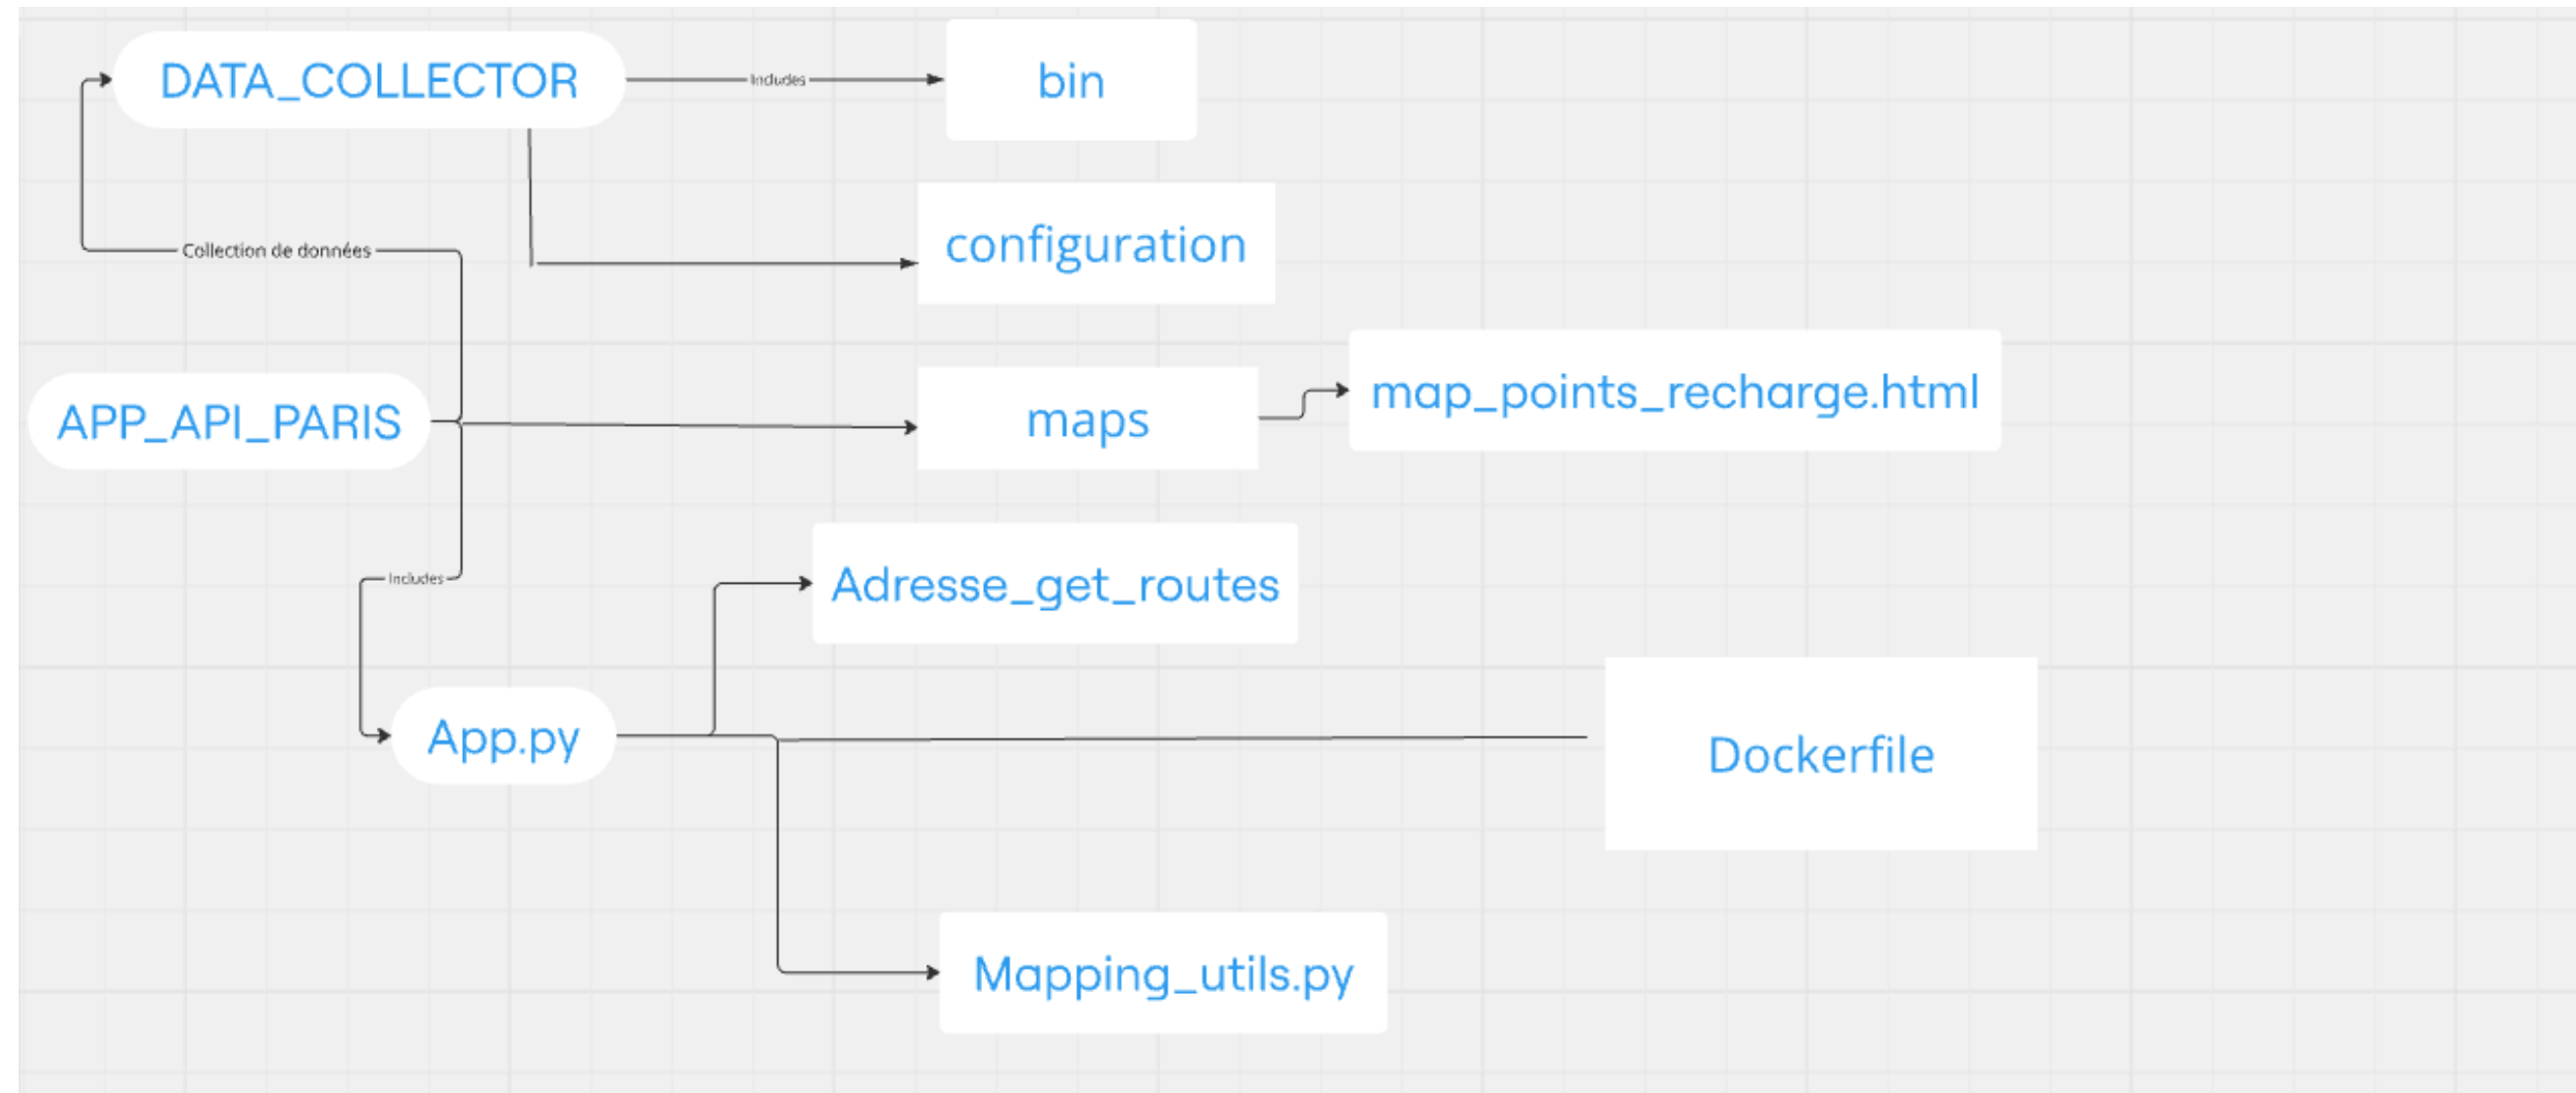 DATA_COLLECTOR
Includes
bin
Collection de données
configuration
APP_API_PARIS
maps
map_points_recharge.html
Includes
Adresse_get_routes
App.py
Dockerfile
Mapping_utils.py